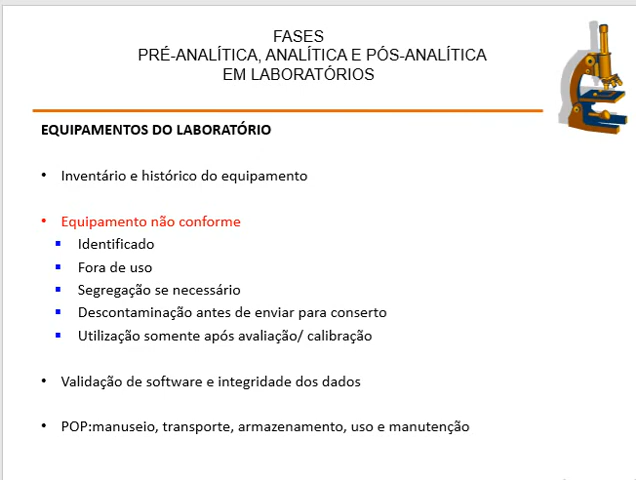 FASES
PRÉ-ANALÍTICA, ANALÍTICA E PÓS-ANALÍTICA
EM LABORATÓRIOS
EQUIPAMENTOS DO LABORATÓRIO
• Inventário e histórico do equipamento
• Equipamento não conforme
▪ Identificado
▪ Fora de uso
▪ Segregação se necessário
▪ Descontaminação antes de enviar para conserto
▪ Utilização somente após avaliação/ calibração
• Validação de software e integridade dos dados
• POP:manuseio, transporte, armazenamento, uso e manutenção